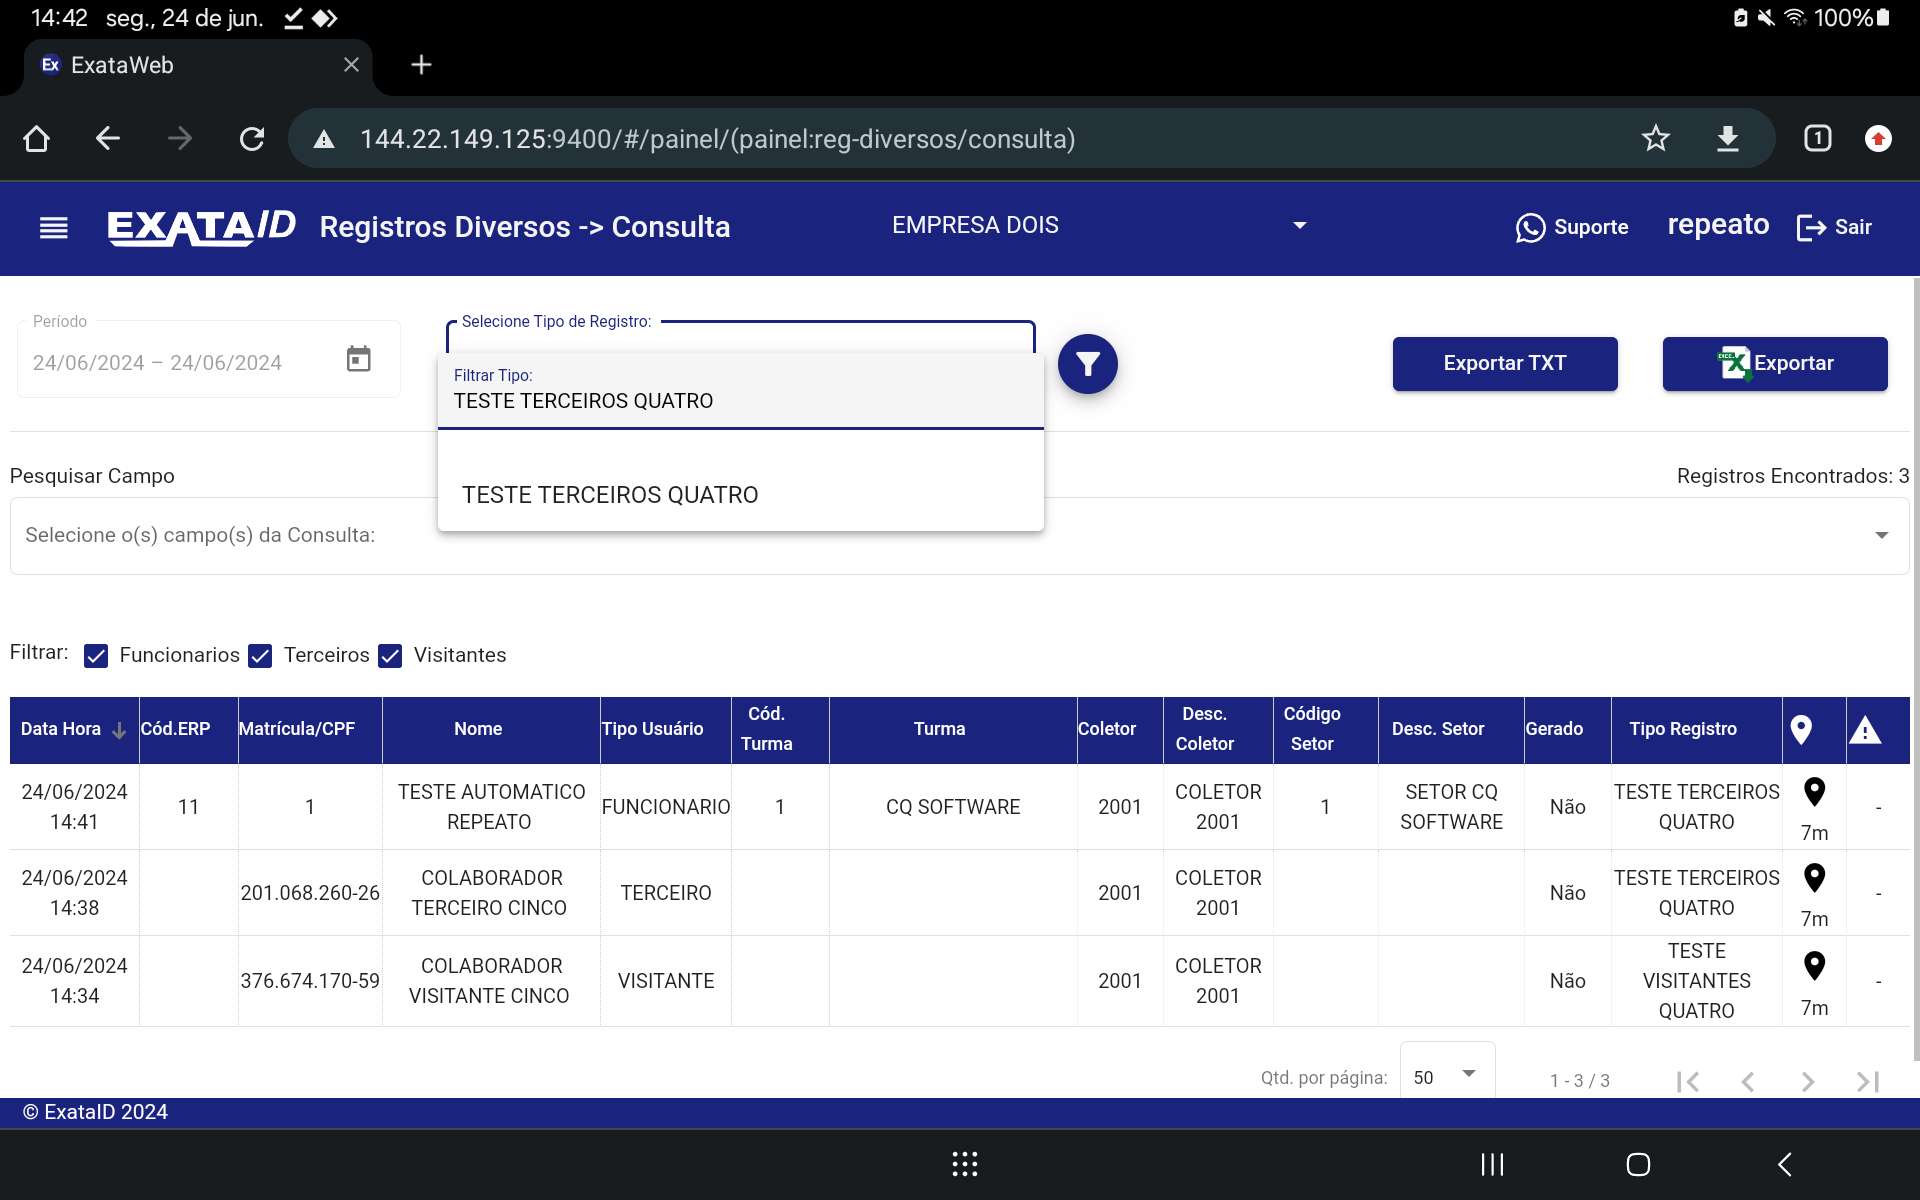 14:42 seg., 24 de jun. 100%
Ex ExataWeb
144.22.149.125:9400/#/painel/(painel:reg-diversos/consulta) 1
EXATA ID Registros Diversos -> Consulta EMPRESA DOIS Suporte repeato Sair
Período
24/06/2024 – 24/06/2024
Selecione Tipo de Registro:
Filtrar Tipo:
TESTE TERCEIROS QUATRO
TESTE TERCEIROS QUATRO
Exportar TXT
Exportar
Pesquisar Campo
Registros Encontrados: 3
Selecione o(s) campo(s) da Consulta:
Filtrar: Funcionarios Terceiros Visitantes
Data Hora Cód.ERP Matrícula/CPF Nome Tipo Usuário Cód. Turma Turma Coletor Desc. Coletor Código Setor Desc. Setor Gerado Tipo Registro
24/06/2024 14:41 11 1 TESTE AUTOMATICO REPEATO FUNCIONARIO 1 CQ SOFTWARE 2001 COLETOR 2001 1 SETOR CQ SOFTWARE Não TESTE TERCEIROS QUATRO 7m -
24/06/2024 14:38 201.068.260-26 COLABORADOR TERCEIRO CINCO TERCEIRO 2001 COLETOR 2001 Não TESTE TERCEIROS QUATRO 7m -
24/06/2024 14:34 376.674.170-59 COLABORADOR VISITANTE CINCO VISITANTE 2001 COLETOR 2001 Não TESTE VISITANTES QUATRO 7m -
Qtd. por página: 50 1 - 3 / 3
© ExataID 2024